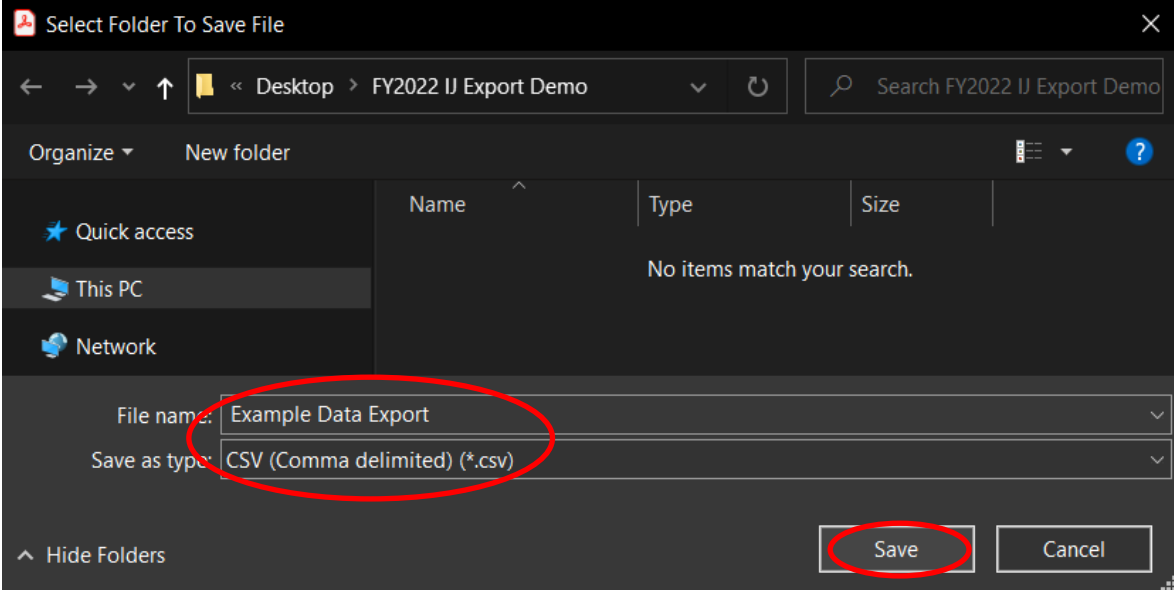 Select Folder To Save File
« Desktop > FY2022 IJ Export Demo
Search FY2022 IJ Export Demo
Organize New folder
?
Name Type Size
Quick access
No items match your search.
This PC
Network
File name: Example Data Export
Save as type: CSV (Comma delimited) (*.csv)
Hide Folders Save Cancel